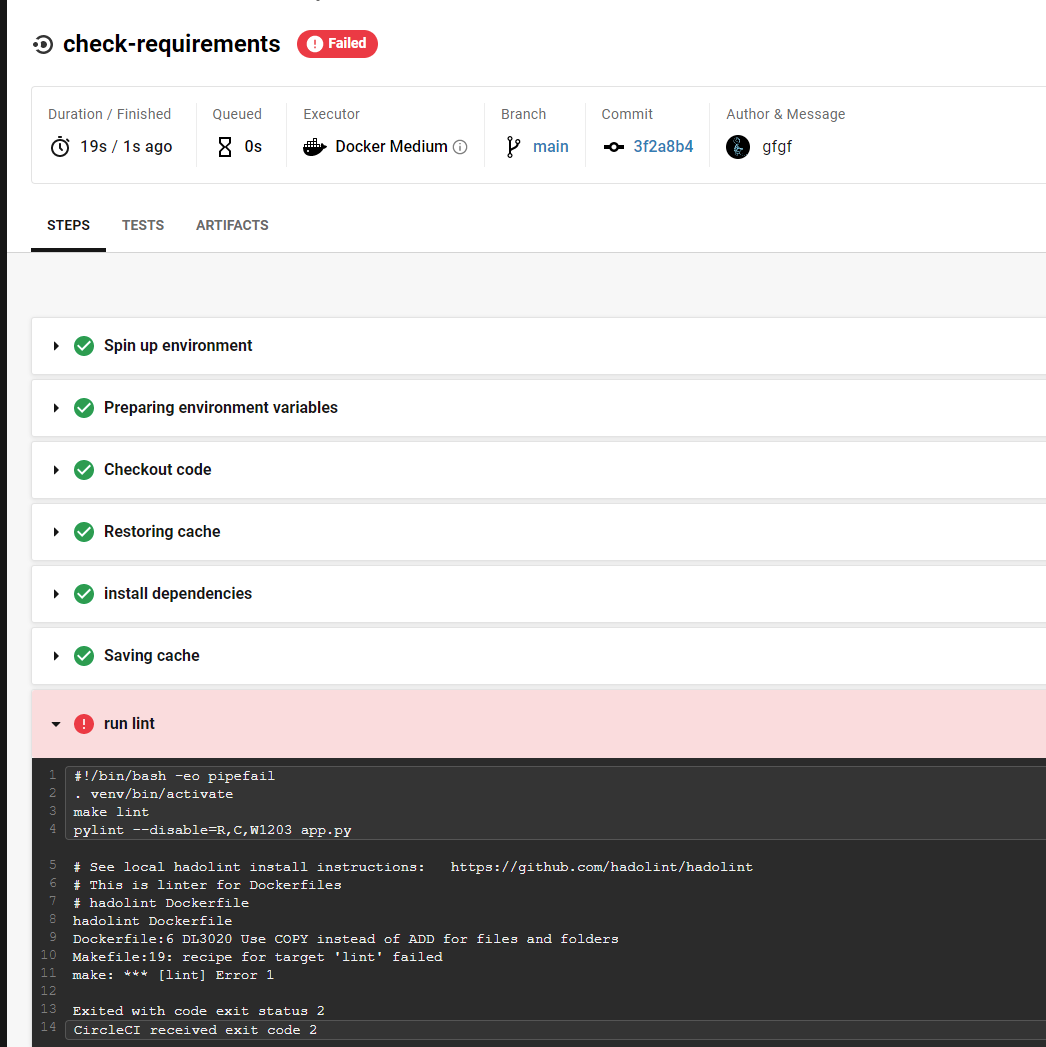 check-requirements Failed
Duration / Finished Queued Executor Branch Commit Author & Message
19s / 1s ago 0s Docker Medium main 3f2a8b4 gfgf
STEPS TESTS ARTIFACTS
Spin up environment
Preparing environment variables
Checkout code
Restoring cache
install dependencies
Saving cache
run lint
1 #!/bin/bash -eo pipefail
2 . venv/bin/activate
3 make lint
4 pylint --disable=R,C,W1203 app.py
5 # See local hadolint install instructions:   https://github.com/hadolint/hadolint
6 # This is linter for Dockerfiles
7 # hadolint Dockerfile
8 hadolint Dockerfile
9 Dockerfile:6 DL3020 Use COPY instead of ADD for files and folders
10 Makefile:19: recipe for target 'lint' failed
11 make: *** [lint] Error 1
12
13 Exited with code exit status 2
14 CircleCI received exit code 2